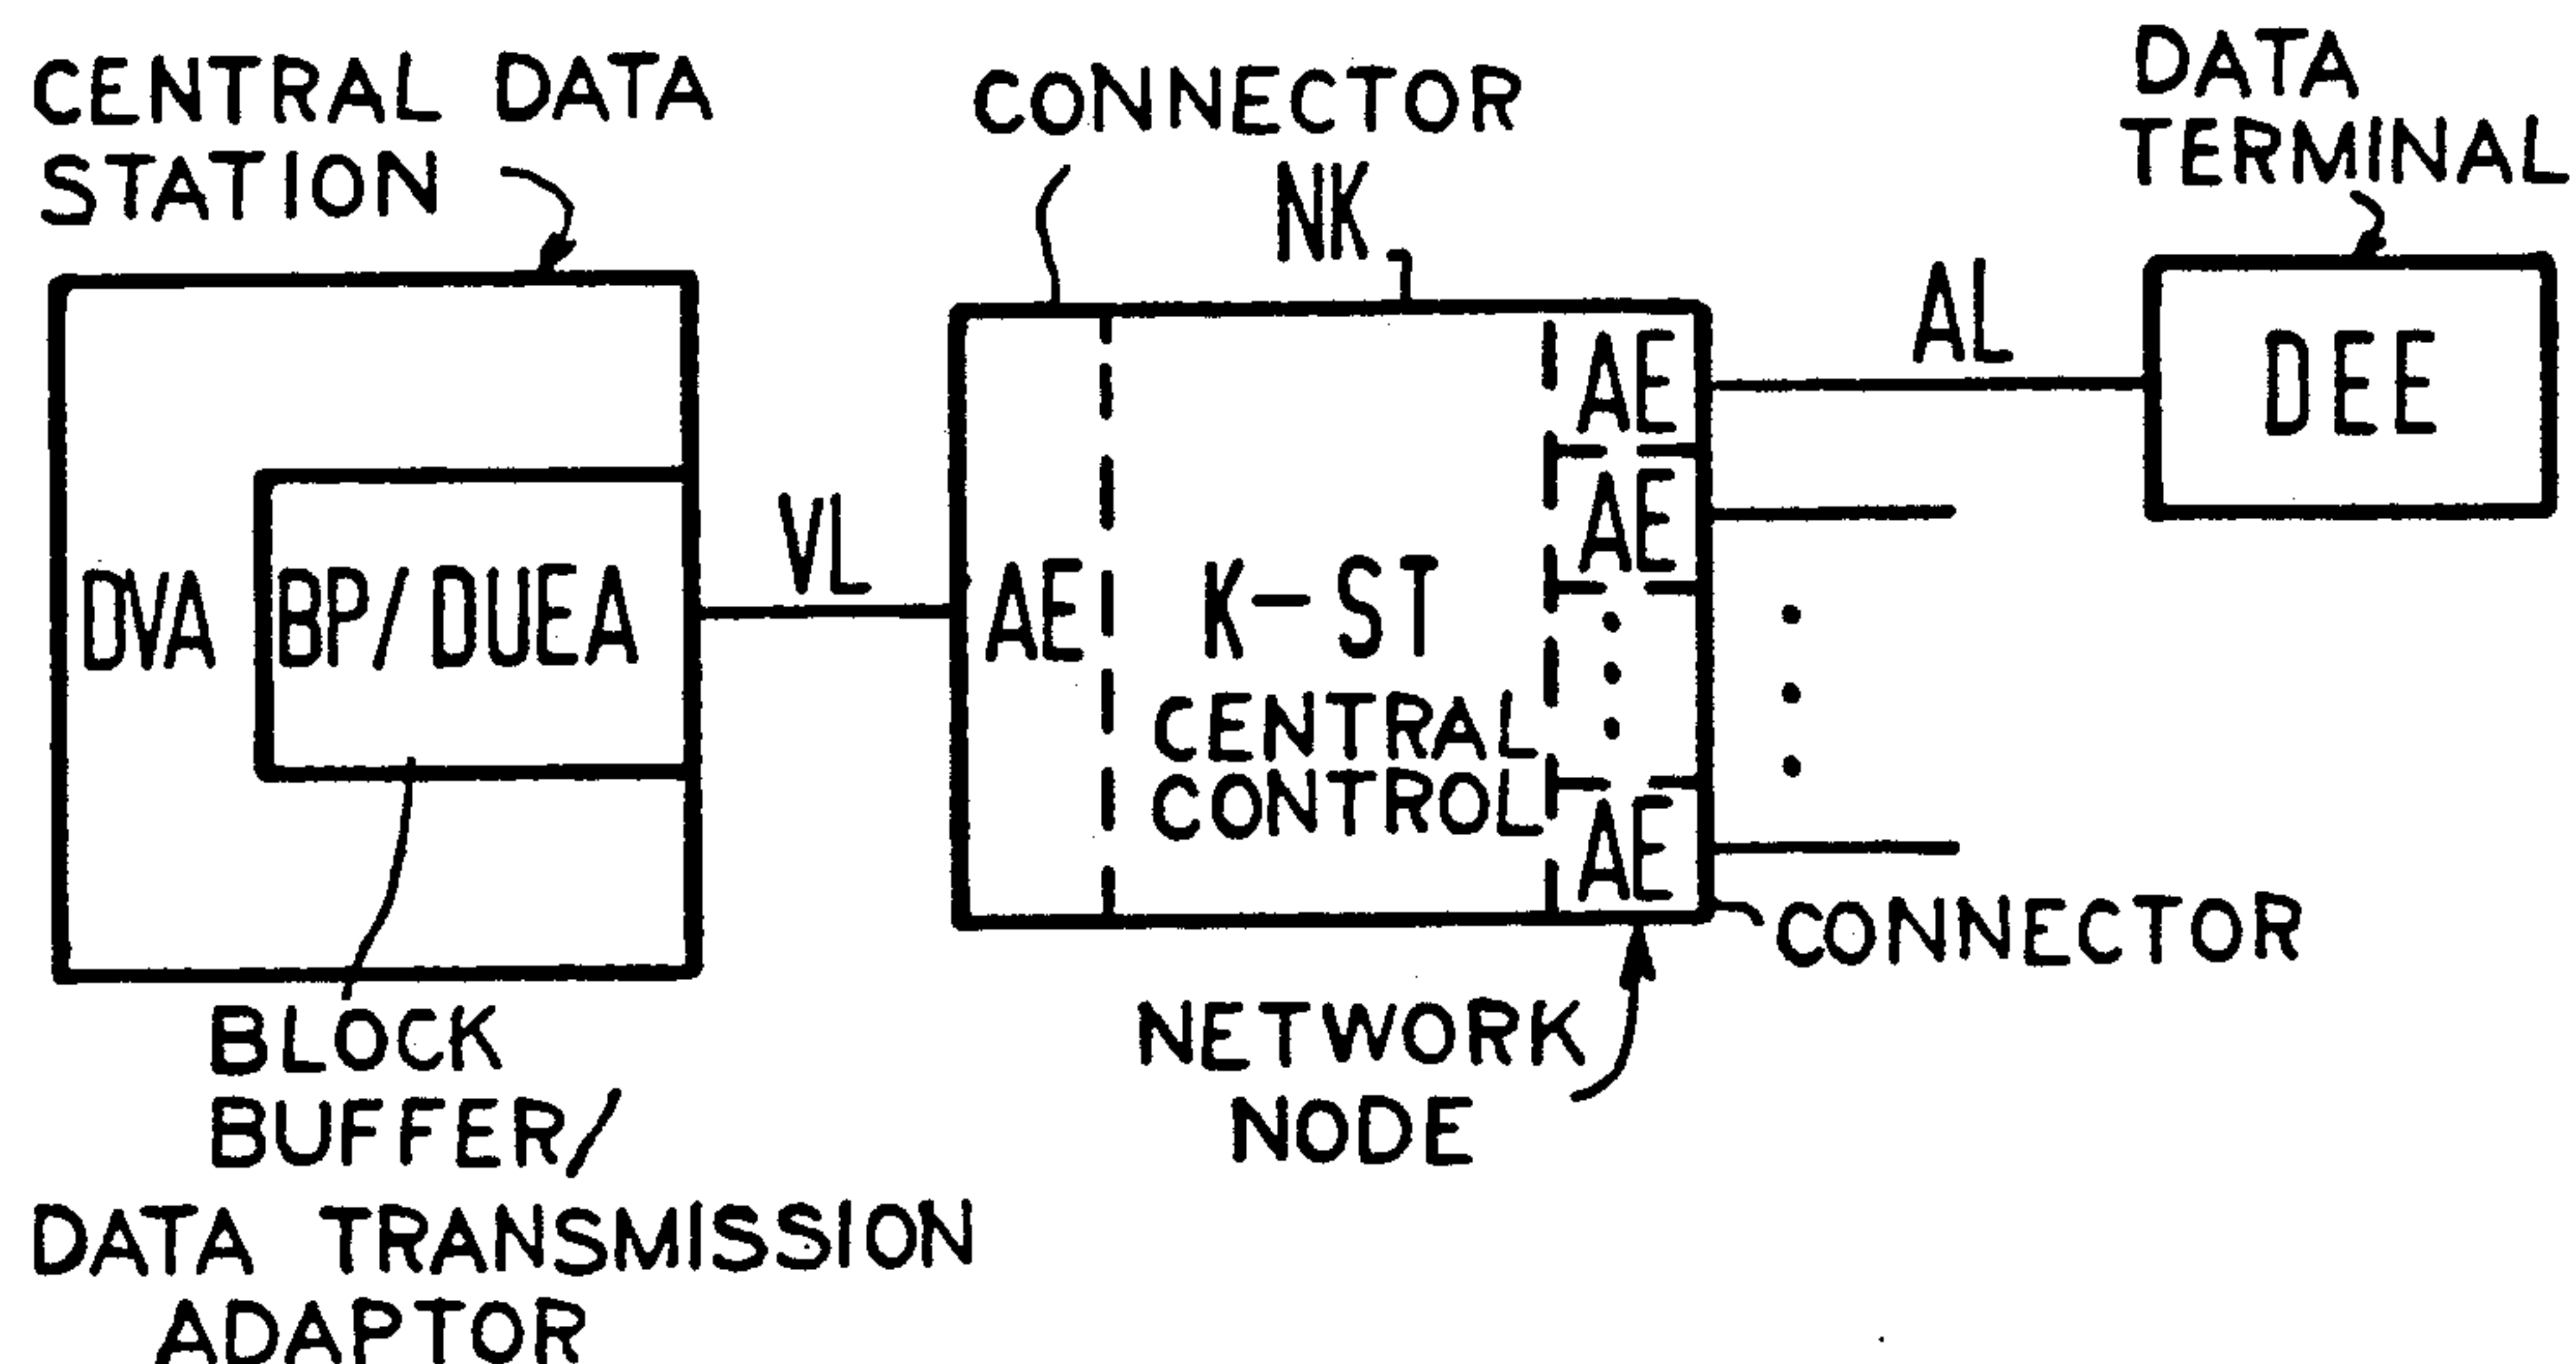 CENTRAL DATA
STATION
CONNECTOR
NK
DATA
TERMINAL
AL
DEE
AE
AE
VL
DVA
BP/DUEA
AE
K-ST
CENTRAL
CONTROL
AE
CONNECTOR
BLOCK
BUFFER/
DATA TRANSMISSION
ADAPTOR
NETWORK
NODE